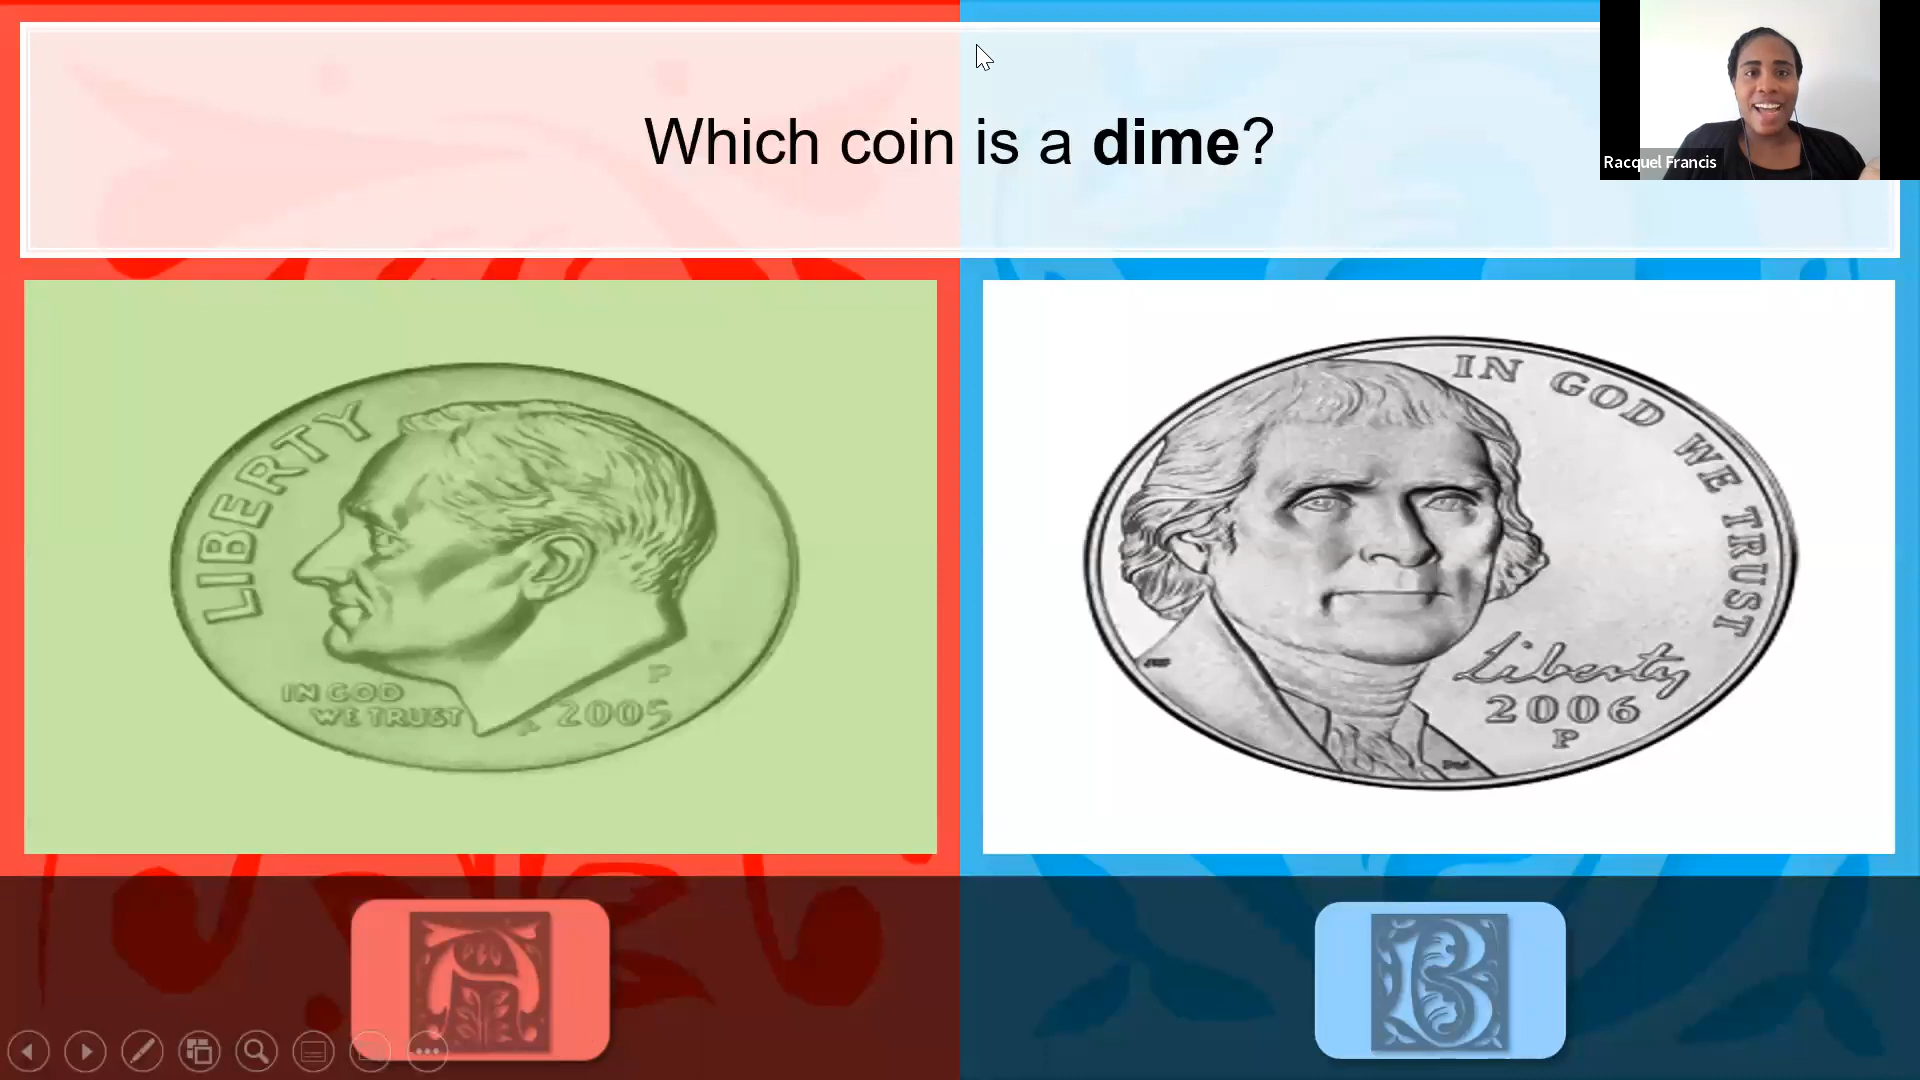 Which coin is a dime?
Racquel Francis
LIBERTY
IN GOD
WE TRUST
P
2005
IN GOD WE TRUST
Liberty
2006
P
A
B